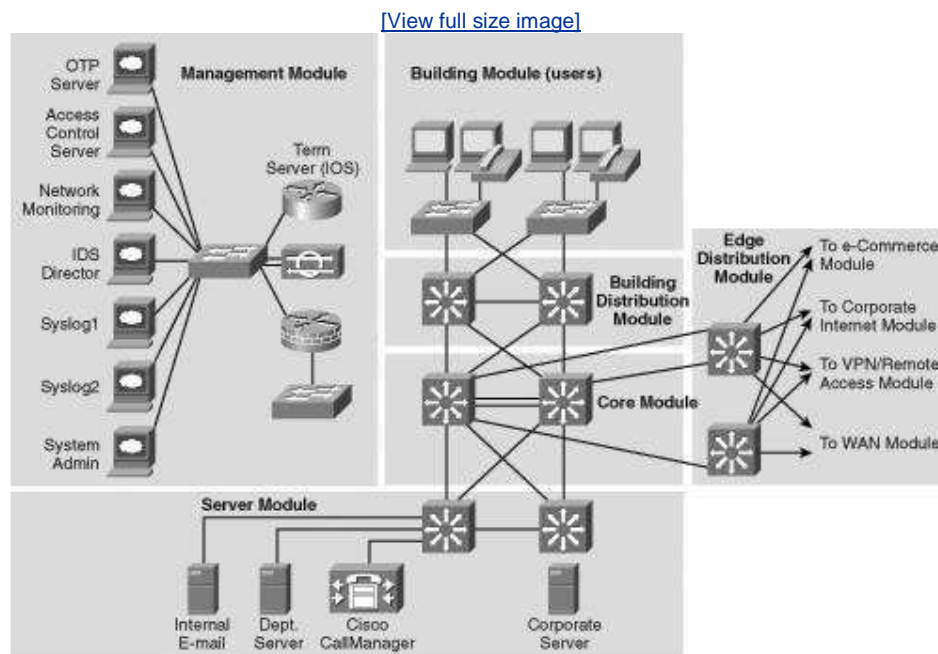 [View full size image]
Management Module
OTP
Server
Access
Control
Server
Network
Monitoring
IDS
Director
Syslog1
Syslog2
System
Admin
Term
Server (IOS)
Building Module (users)
Building
Distribution
Module
Core Module
Edge
Distribution
Module
To e-Commerce
Module
To Corporate
Internet Module
To VPN/Remote
Access Module
To WAN Module
Server Module
Internal
E-mail
Dept.
Server
Cisco
CallManager
Corporate
Server